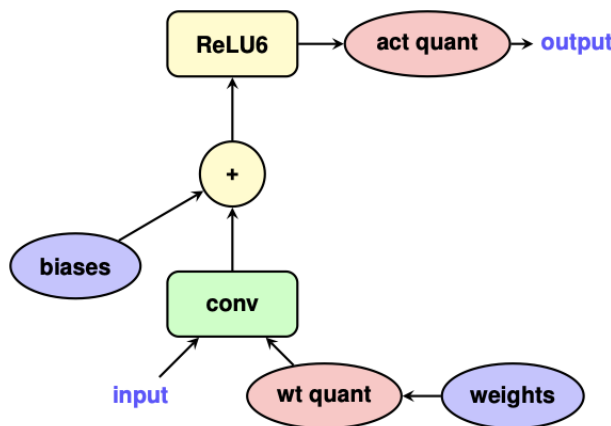 ReLU6
act quant
output
+
biases
conv
input
wt quant
weights